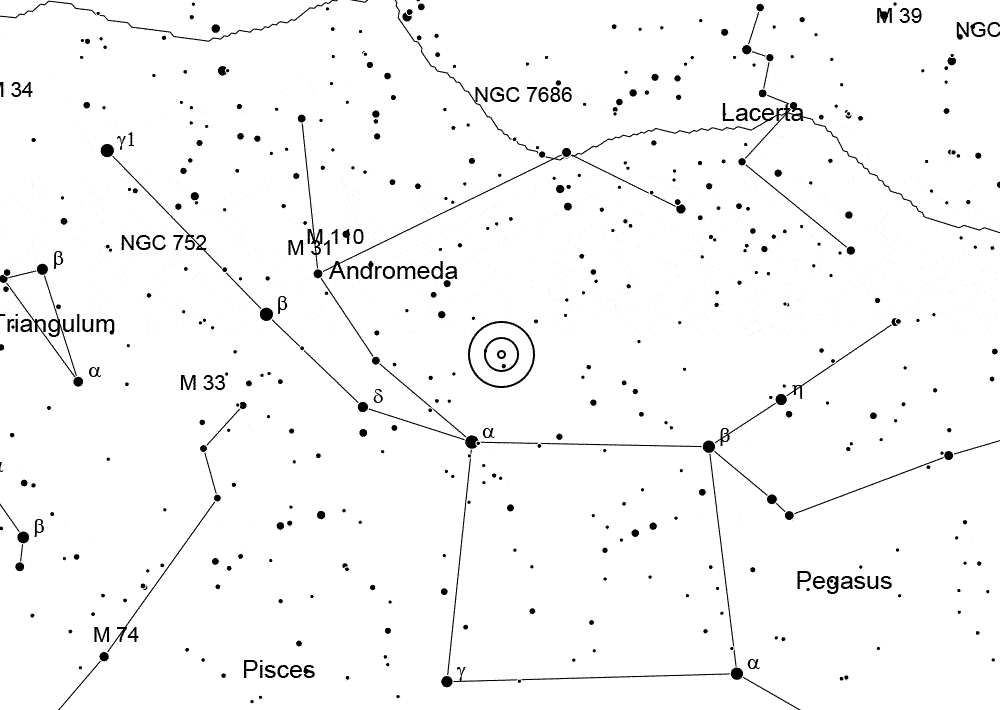 M 39
NGC
M 34
NGC 7686
Lacerta
γ1
M 110
NGC 752
M 31
β
Andromeda
β
Triangulum
α
M 33
η
δ
α
β
α
β
Pegasus
M 74
Pisces
γ
α